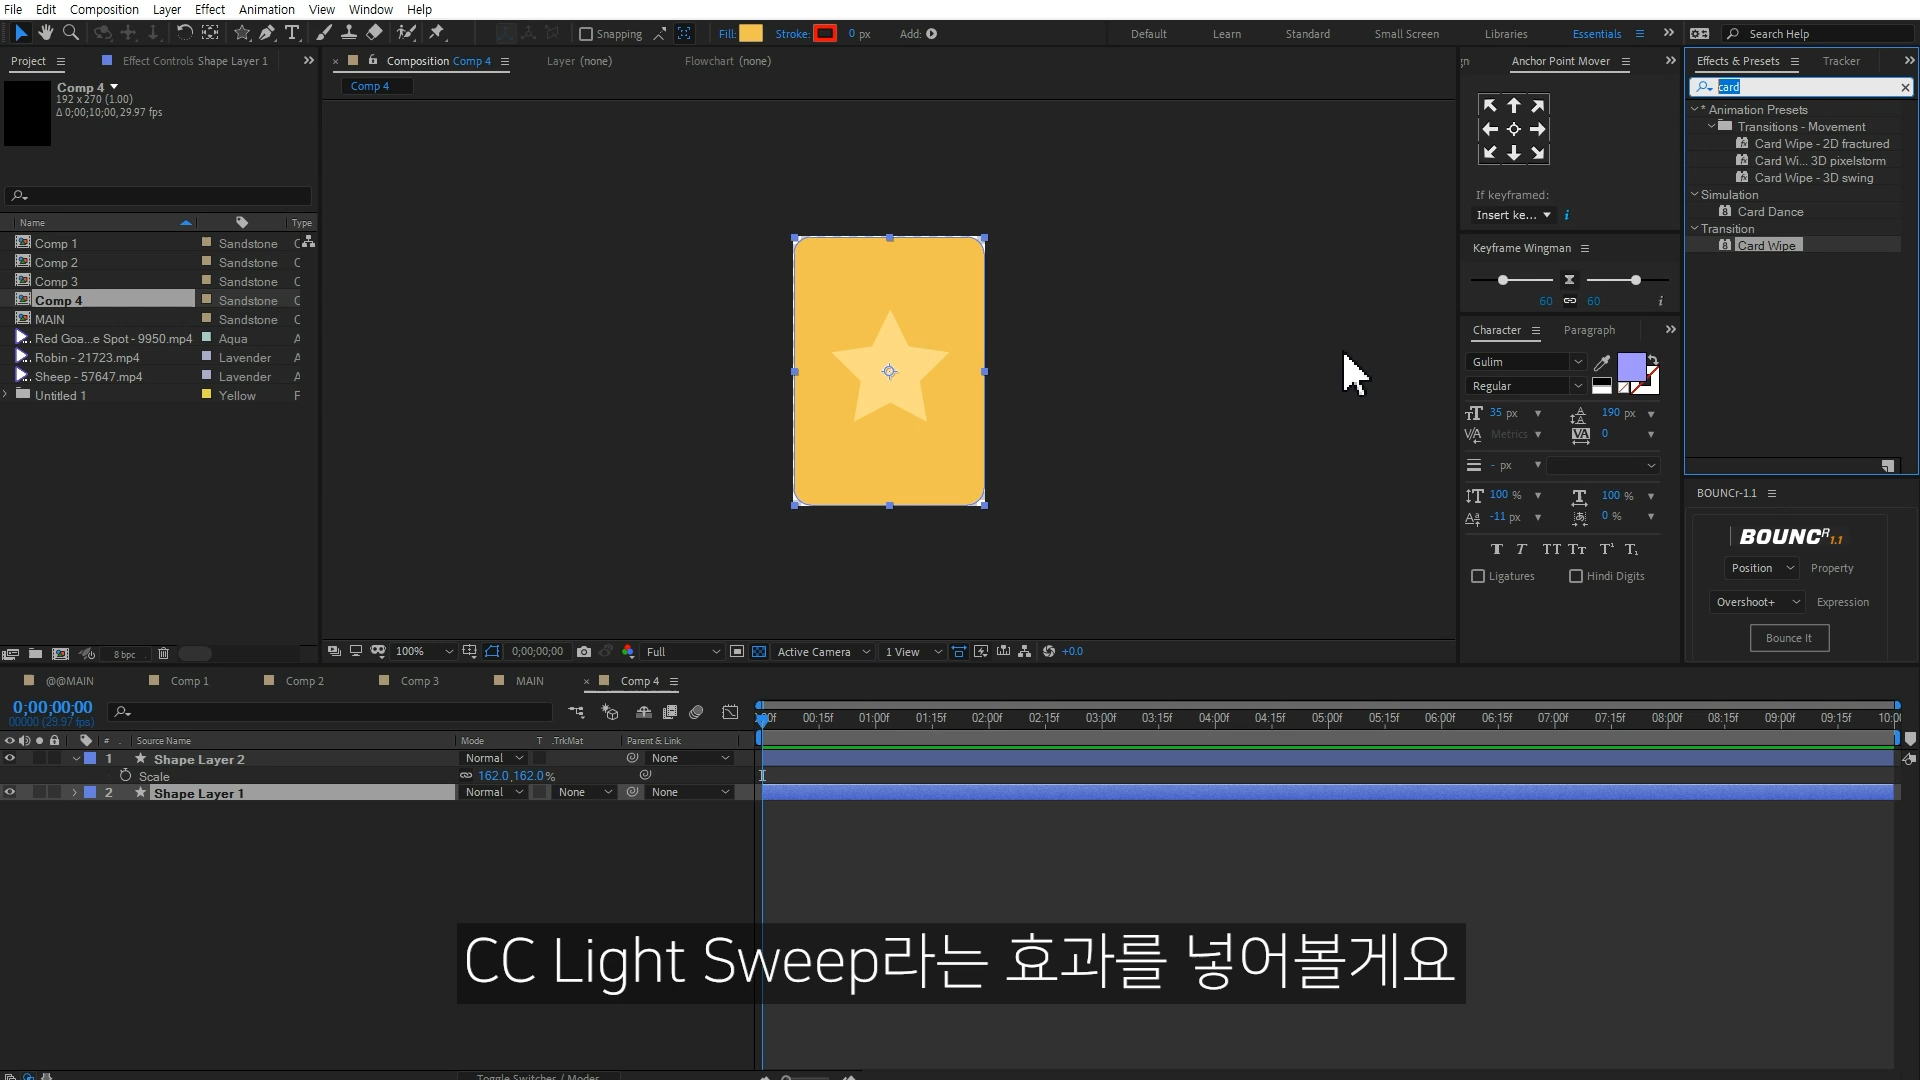 File Edit Composition Layer Effect Animation View Window Help
Snapping Fill: Stroke: 0 px Add: Default Learn Standard Small Screen Libraries Essentials Search Help
Project Effect Controls Shape Layer 1 Composition Comp 4 Layer (none) Flowchart (none) Anchor Point Mover Effects & Presets Tracker
Comp 4
192 x 270 (1.00)
Δ 0;00;10;00, 29.97 fps
Comp 4
card
* Animation Presets
Transitions - Movement
Card Wipe - 2D fractured
Card Wi... 3D pixelstorm
Card Wipe - 3D swing
Simulation
Card Dance
Transition
Card Wipe
If keyframed:
Insert ke...
Keyframe Wingman
60 60
Name Type
Comp 1 Sandstone C
Comp 2 Sandstone C
Comp 3 Sandstone C
Comp 4 Sandstone C
MAIN Sandstone C
Red Goa...e Spot - 9950.mp4 Aqua A
Robin - 21723.mp4 Lavender A
Sheep - 57647.mp4 Lavender A
Untitled 1 Yellow F
Character Paragraph
Gulim
Regular
35 px 190 px
Metrics 0
- px
100 % 100 %
-11 px 0 %
Ligatures Hindi Digits
BOUNCr-1.1
BOUNCR 1.1
Position Property
Overshoot+ Expression
Bounce It
8 bpc
100% 0;00;00;00 Full Active Camera 1 View +0.0
@@MAIN Comp 1 Comp 2 Comp 3 MAIN Comp 4
0;00;00;00
00000 (29.97 fps)
00:15f 01:00f 01:15f 02:00f 02:15f 03:00f 03:15f 04:00f 04:15f 05:00f 05:15f 06:00f 06:15f 07:00f 07:15f 08:00f 08:15f 09:00f 09:15f 10:0
# Source Name Mode T .TrkMat Parent & Link
1 Shape Layer 2 Normal None
Scale 162.0,162.0%
2 Shape Layer 1 Normal None None
CC Light Sweep라는 효과를 넣어볼게요
Toggle Switches / Modes